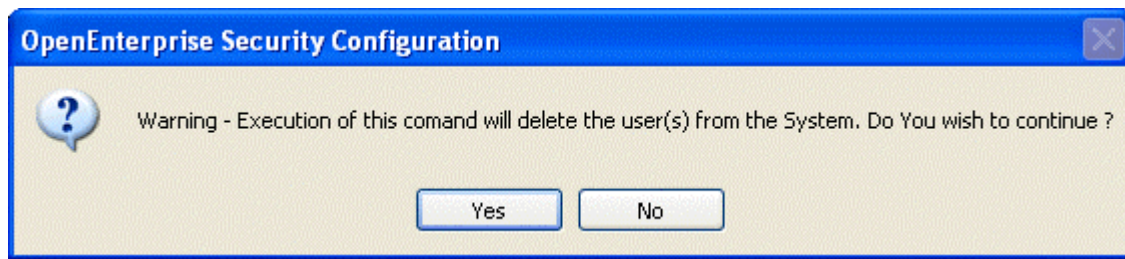 OpenEnterprise Security Configuration
Warning - Execution of this comand will delete the user(s) from the System. Do You wish to continue ?
Yes
No